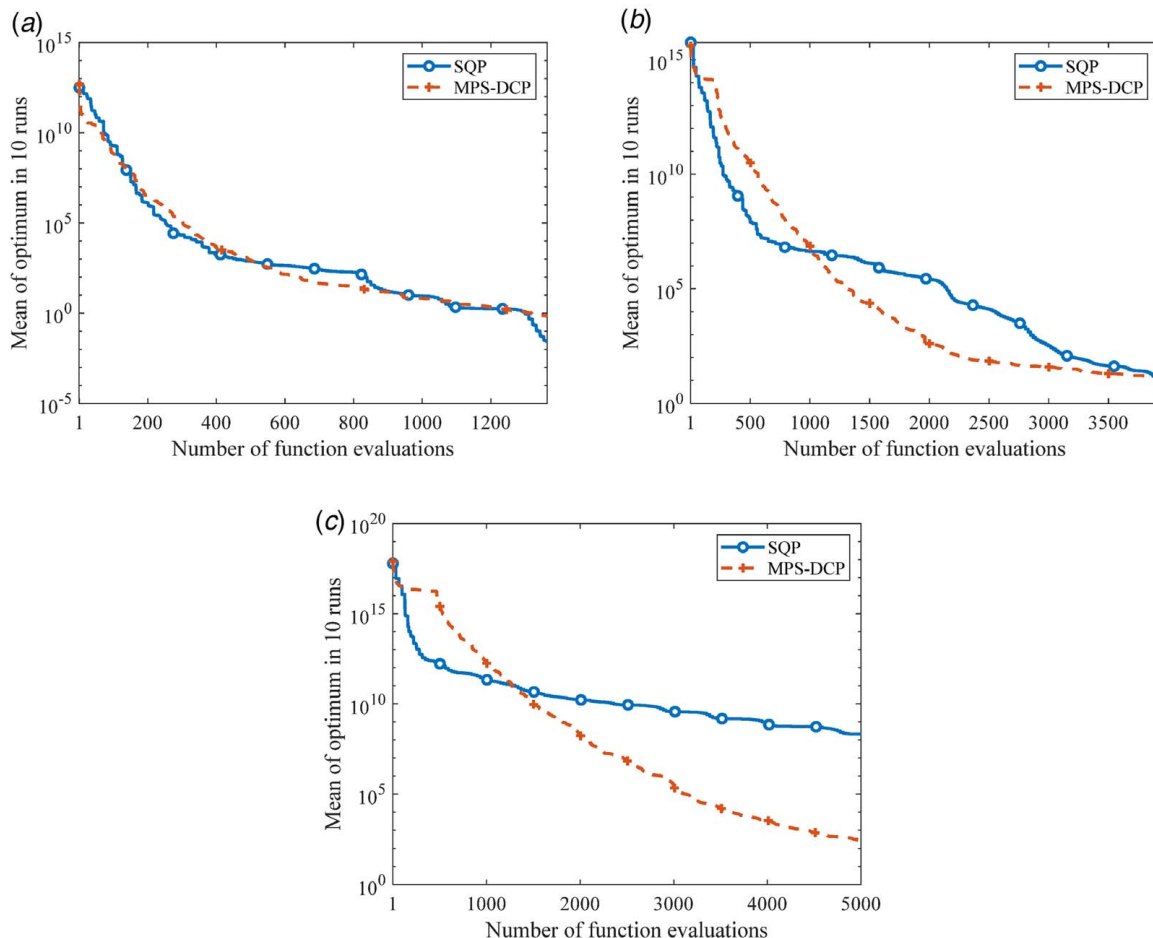 (a)
10^15
10^10
10^5
10^0
10^-5
Mean of optimum in 10 runs
SQP
MPS-DCP
1 200 400 600 800 1000 1200
Number of function evaluations
(b)
10^15
10^10
10^5
10^0
Mean of optimum in 10 runs
SQP
MPS-DCP
1 500 1000 1500 2000 2500 3000 3500
Number of function evaluations
(c)
10^20
10^15
10^10
10^5
10^0
Mean of optimum in 10 runs
SQP
MPS-DCP
1 1000 2000 3000 4000 5000
Number of function evaluations